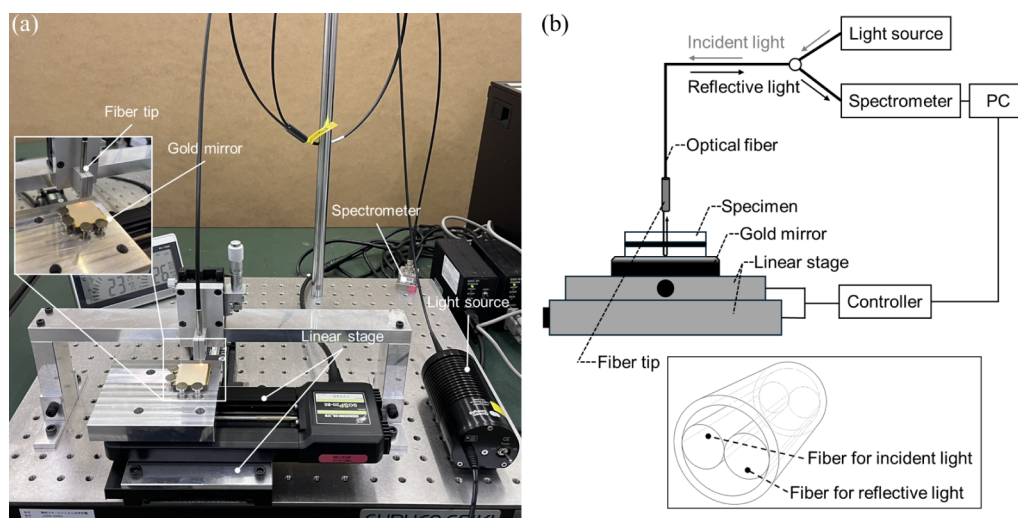 (a)
Fiber tip
Gold mirror
Spectrometer
Light source
Linear stage
(b)
Incident light
Reflective light
Light source
Spectrometer
PC
Optical fiber
Specimen
Gold mirror
Linear stage
Controller
Fiber tip
Fiber for incident light
Fiber for reflective light